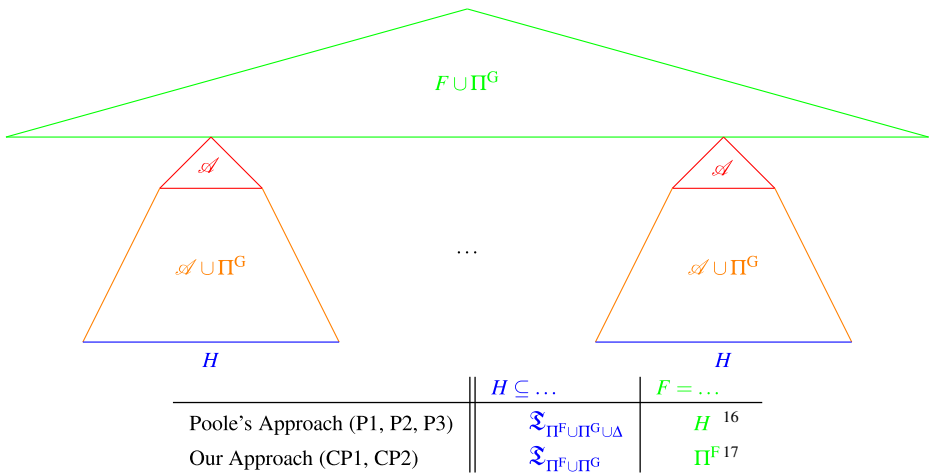 F ∪ Π^G
𝒜 𝒜
𝒜 ∪ Π^G … 𝒜 ∪ Π^G
H H
H ⊆ … F = …
Poole's Approach (P1, P2, P3) 𝔗_{Π^F∪Π^G∪Δ} H 16
Our Approach (CP1, CP2) 𝔗_{Π^F∪Π^G} Π^F 17